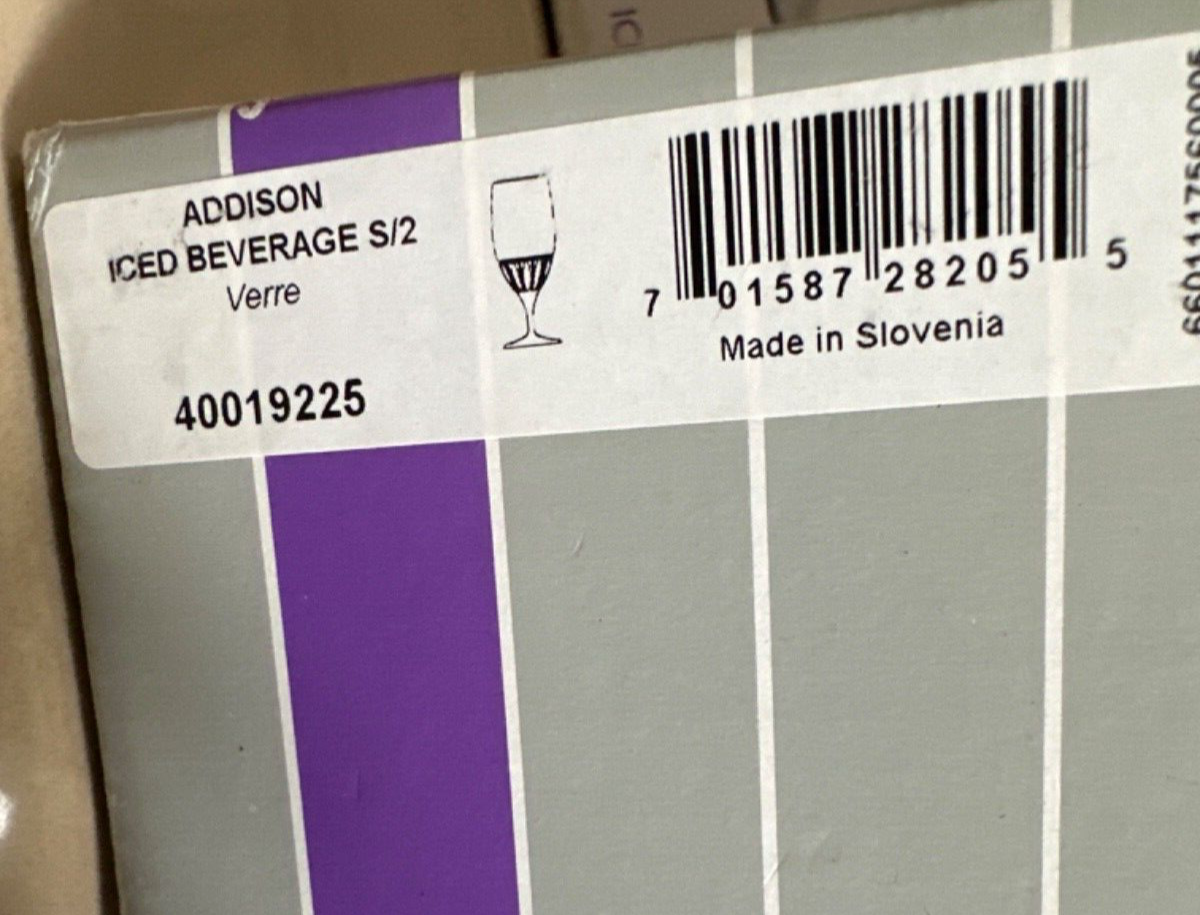 ADDISON
ICED BEVERAGE S/2
Verre
40019225
7 01587 28205 5
Made in Slovenia